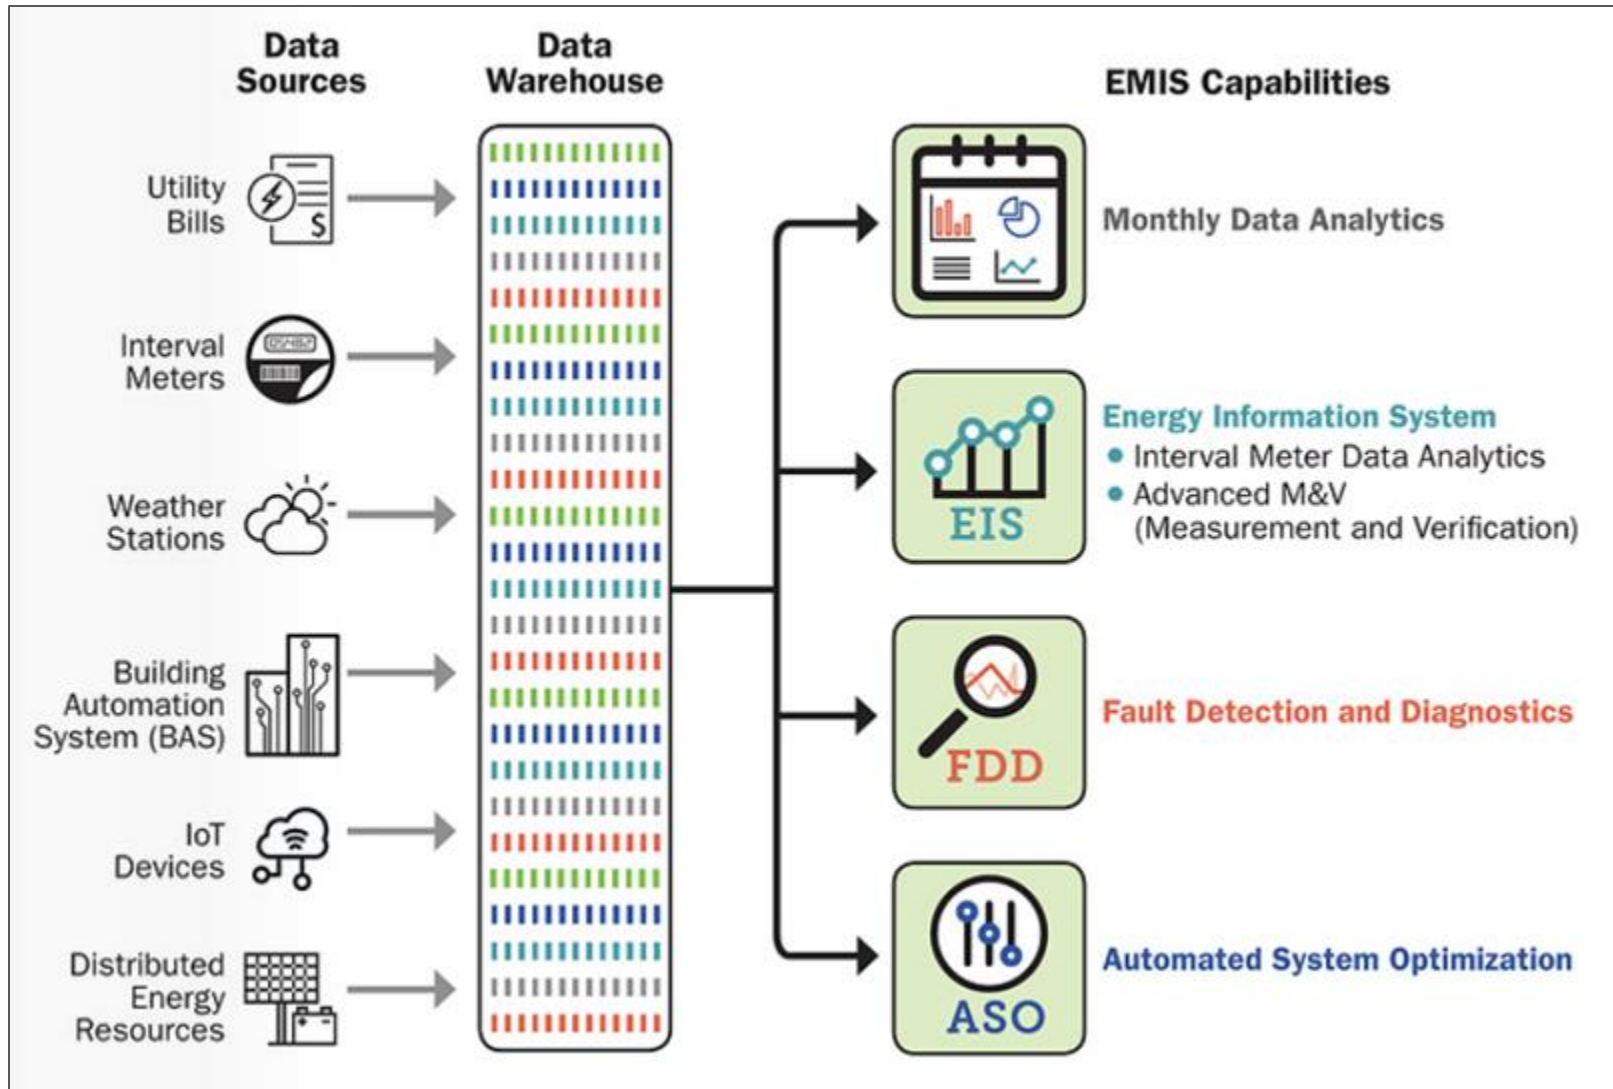 Data
Sources
Data
Warehouse
EMIS Capabilities
Utility
Bills
$
Interval
Meters
Weather
Stations
Building
Automation
System (BAS)
IoT
Devices
Distributed
Energy
Resources
Monthly Data Analytics
EIS
Energy Information System
• Interval Meter Data Analytics
• Advanced M&V
(Measurement and Verification)
FDD
Fault Detection and Diagnostics
ASO
Automated System Optimization